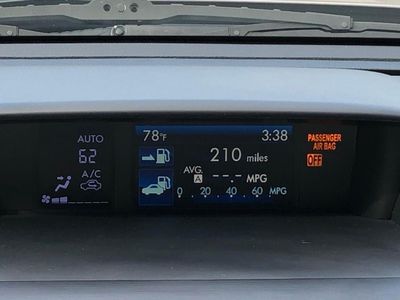 AUTO
62
A/C
78°F 3:38
210 miles
AVG.
A --.- MPG
0 20 40 60 MPG
PASSENGER
AIR BAG
OFF